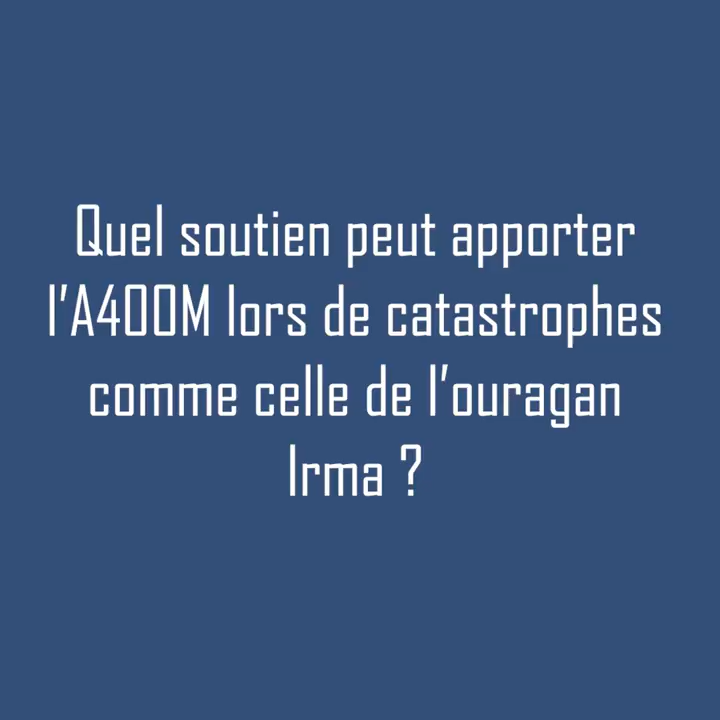 Quel soutien peut apporter
l'A400M lors de catastrophes
comme celle de l'ouragan
Irma ?